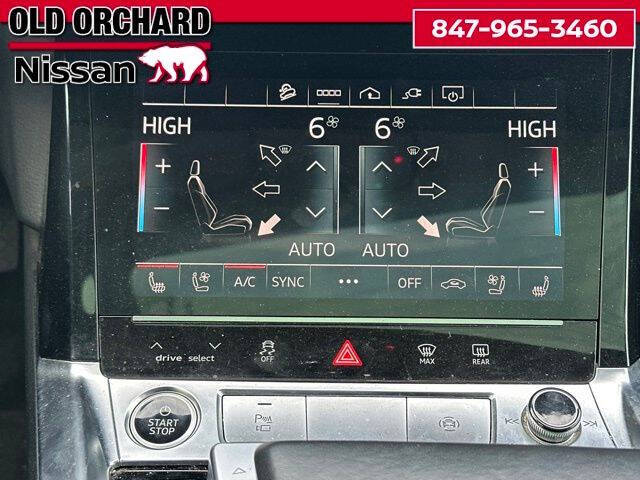 OLD ORCHARD
Nissan
847-965-3460
HIGH 6 6 HIGH
+ +
- -
AUTO AUTO
A/C SYNC ••• OFF
drive select OFF MAX REAR
START
STOP
P